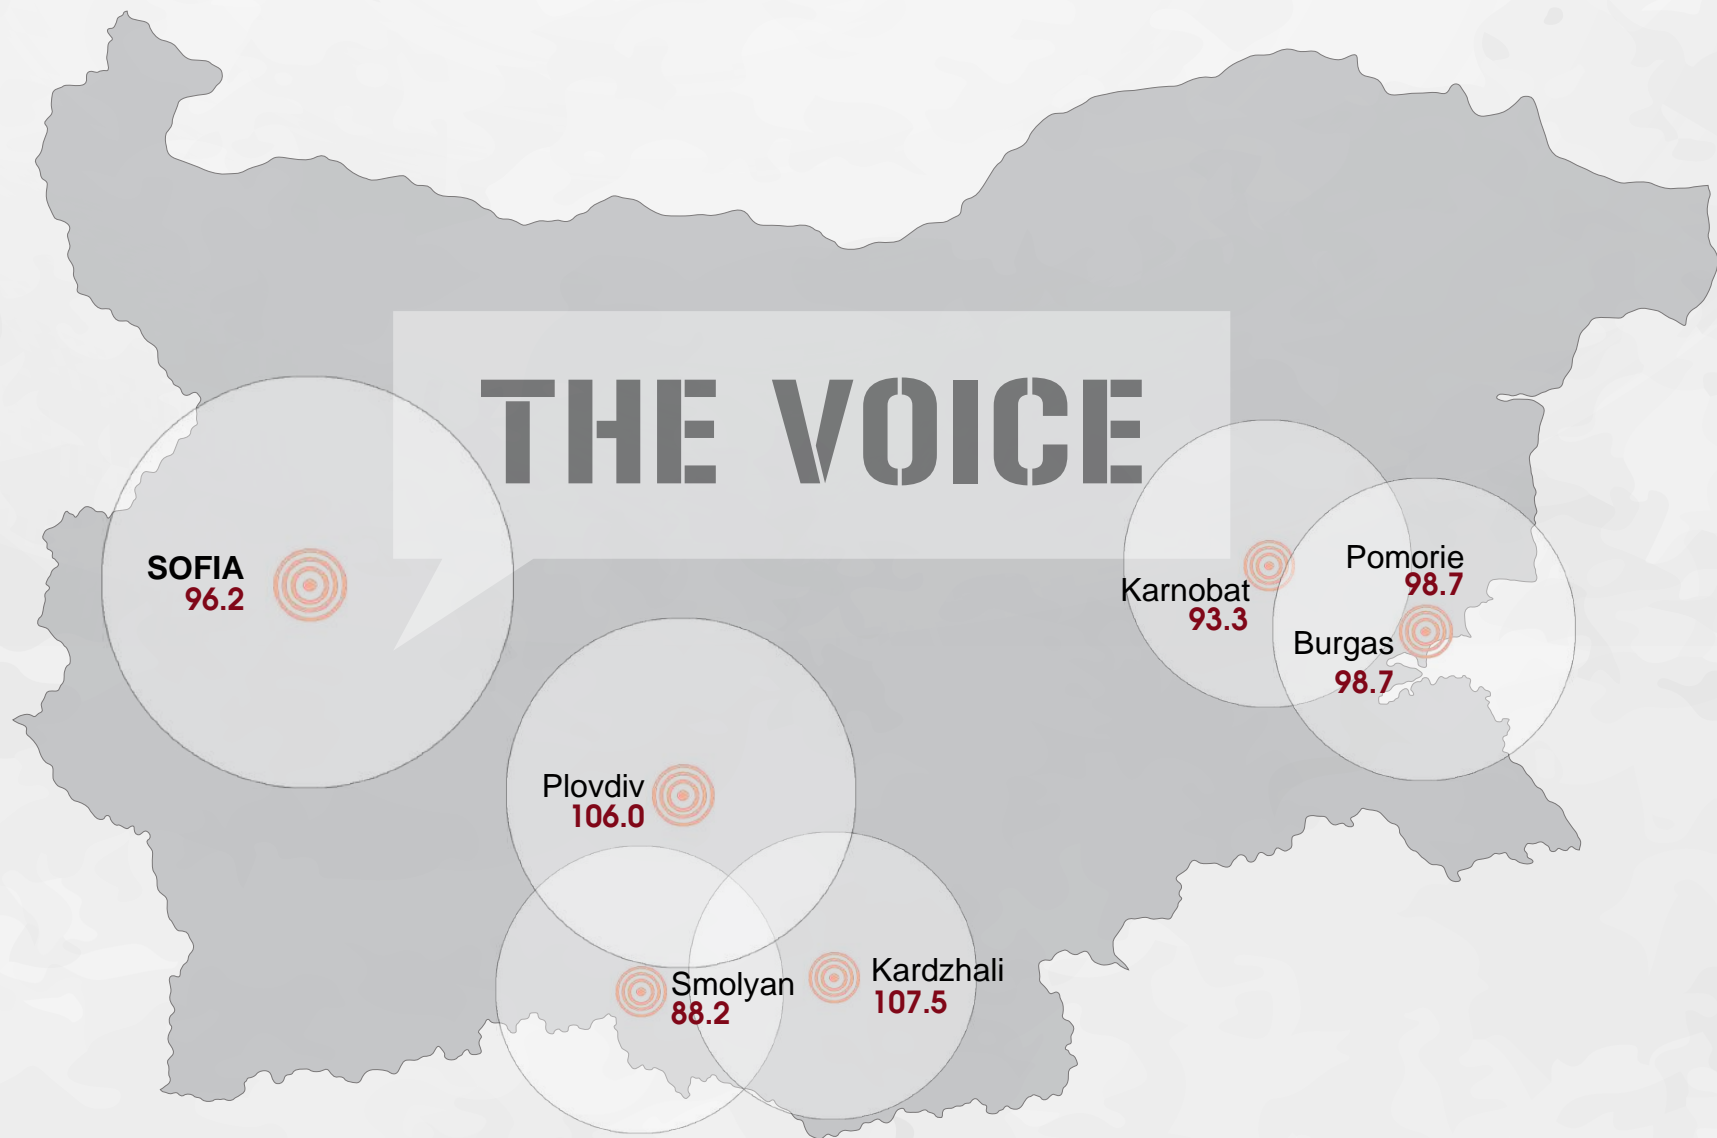 THE VOICE
SOFIA
96.2
Karnobat
93.3
Pomorie
98.7
Burgas
98.7
Plovdiv
106.0
Smolyan
88.2
Kardzhali
107.5